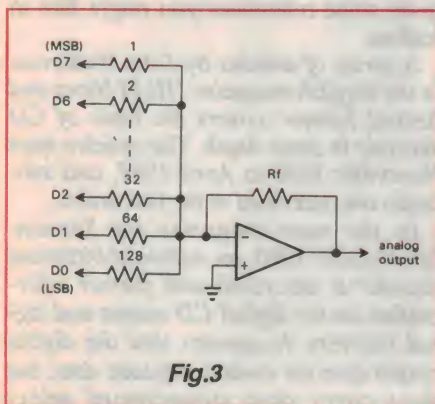 (MSB)
D7 1
D6 2
D2 32
D1 64
D0 128
(LSB)
Rf
analog
output
Fig.3